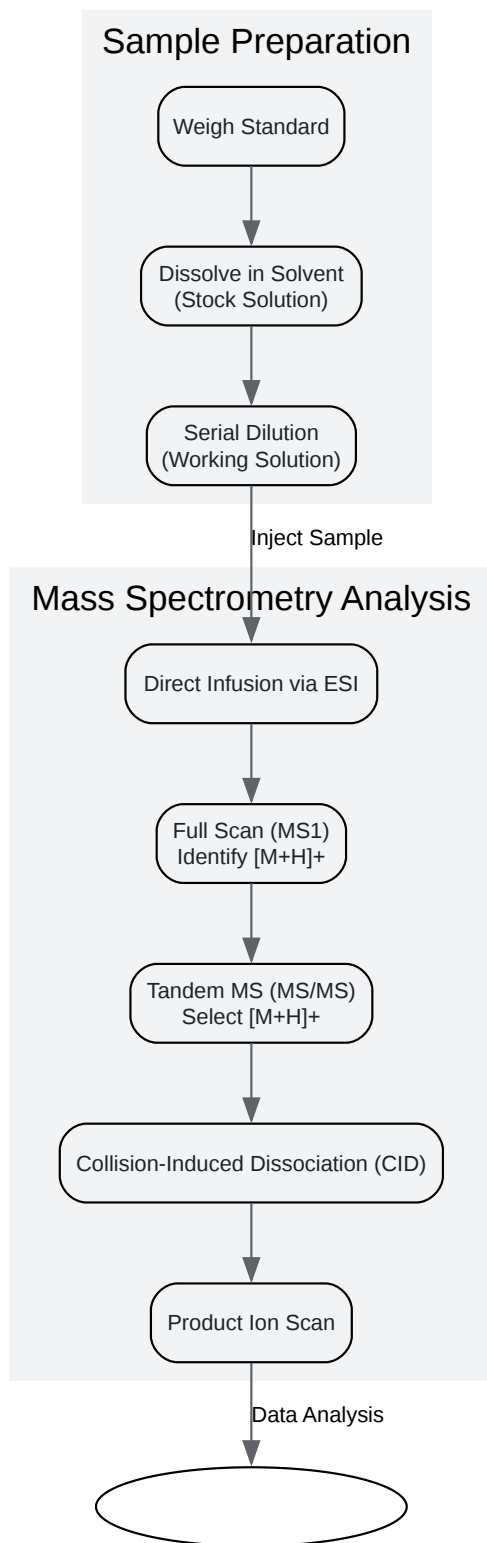 Sample Preparation
Weigh Standard
Dissolve in Solvent
(Stock Solution)
Serial Dilution
(Working Solution)
Inject Sample
Mass Spectrometry Analysis
Direct Infusion via ESI
Full Scan (MS1)
Identify [M+H]+
Tandem MS (MS/MS)
Select [M+H]+
Collision-Induced Dissociation (CID)
Product Ion Scan
Data Analysis